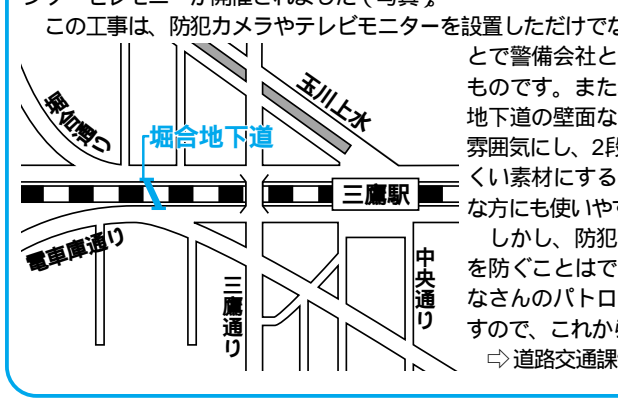 ンサーセレモニーが開催されました(写真)。
この工事は、防犯カメラやテレビモニターを設置しただけでな
とで警備会社と
ものです。また
地下道の壁面な
雰囲気にし、2段
くい素材にする
な方にも使いやす
しかし、防犯
を防ぐことはで
なさんのパトロ
すので、これから
⇨道路交通課
玉川上水
堀合通り
堀合地下道
三鷹駅
電車庫通り
三鷹通り
中央通り